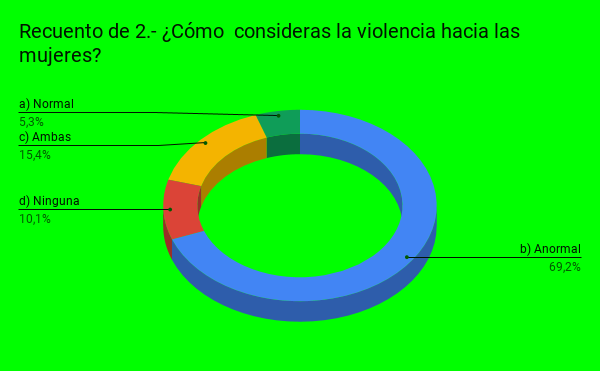 Recuento de 2.- ¿Cómo  consideras la violencia hacia las
mujeres?
a) Normal
5,3%
c) Ambas
15,4%
d) Ninguna
10,1%
b) Anormal
69,2%